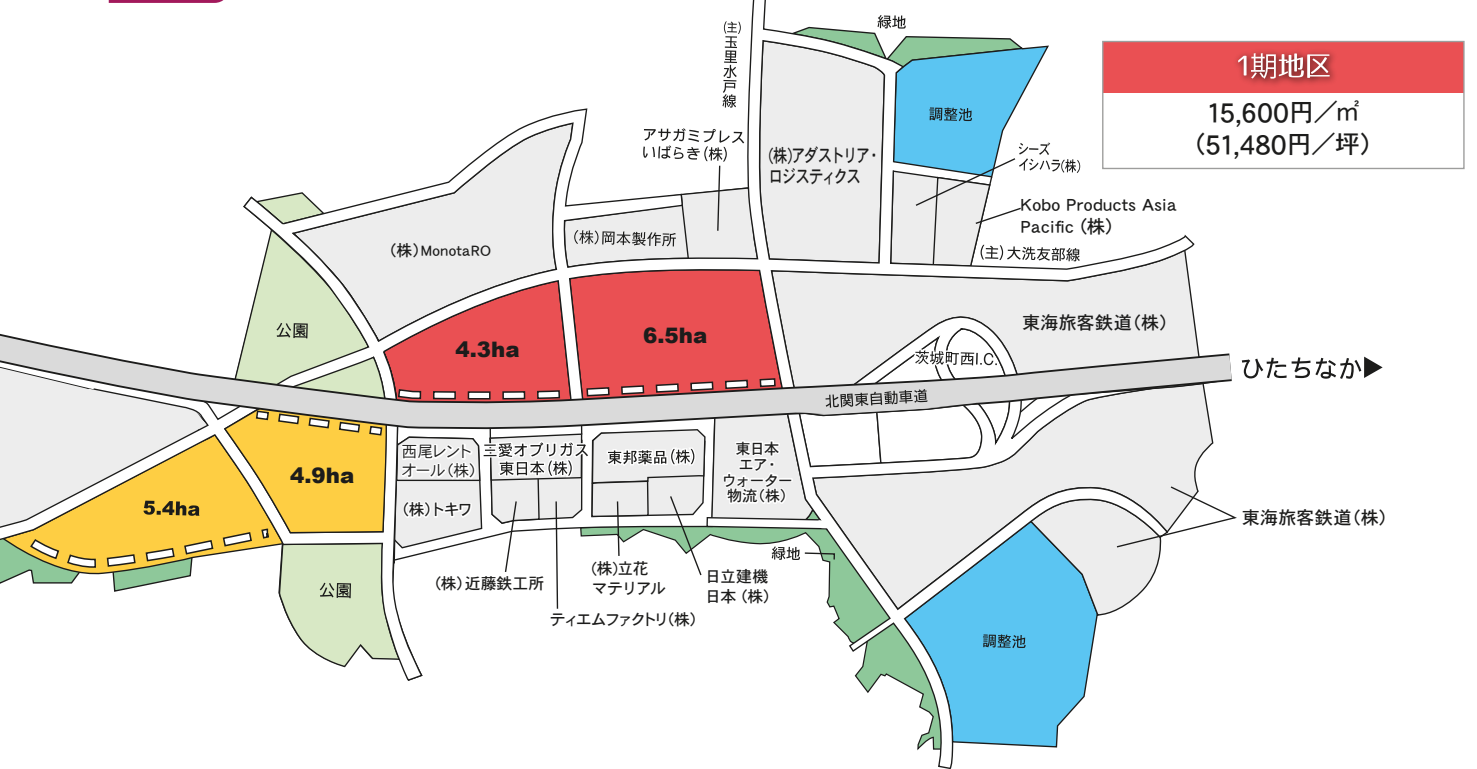 緑地
(主)玉里水戸線
1期地区
15,600円／㎡
(51,480円／坪)
調整池
アサガミプレス
いばらき(株)
(株)アダストリア・
ロジスティクス
シーズ
イシハラ(株)
Kobo Products Asia
Pacific (株)
(株)MonotaRO
(株)岡本製作所
(主)大洗友部線
公園
4.3ha
6.5ha
東海旅客鉄道(株)
茨城町西I.C.
ひたちなか▶
北関東自動車道
西尾レント
オール(株)
三愛オブリガス
東日本(株)
東邦薬品(株)
東日本
エア・
ウォーター
物流(株)
4.9ha
5.4ha
(株)トキワ
東海旅客鉄道(株)
緑地
(株)近藤鉄工所
(株)立花
マテリアル
日立建機
日本(株)
公園
ティエムファクトリ(株)
調整池